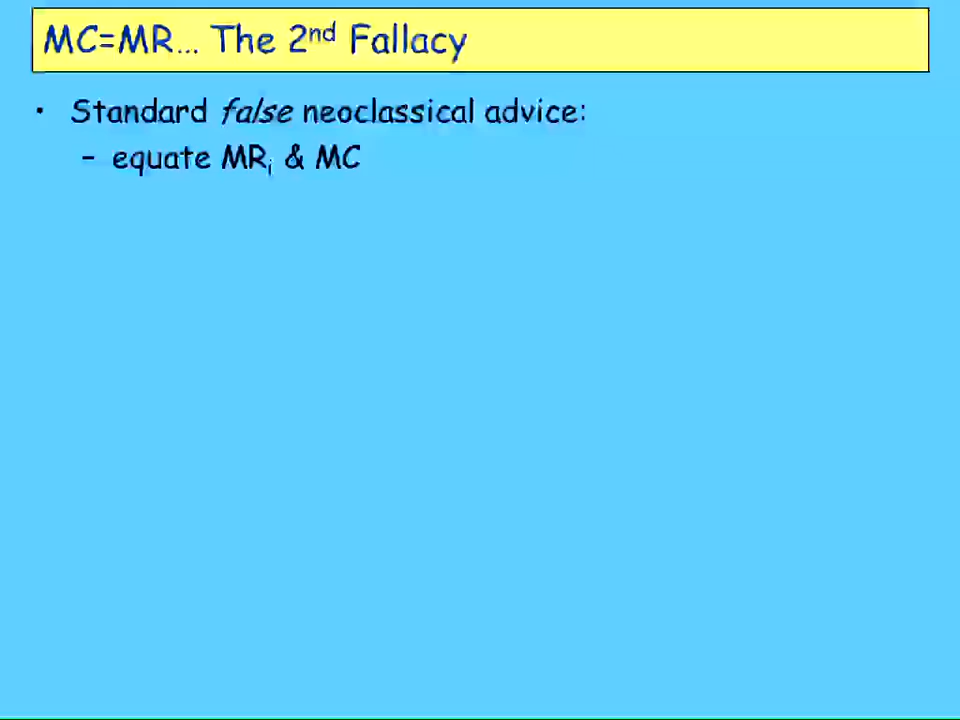 MC=MR... The 2nd Fallacy
• Standard false neoclassical advice:
– equate MRi & MC